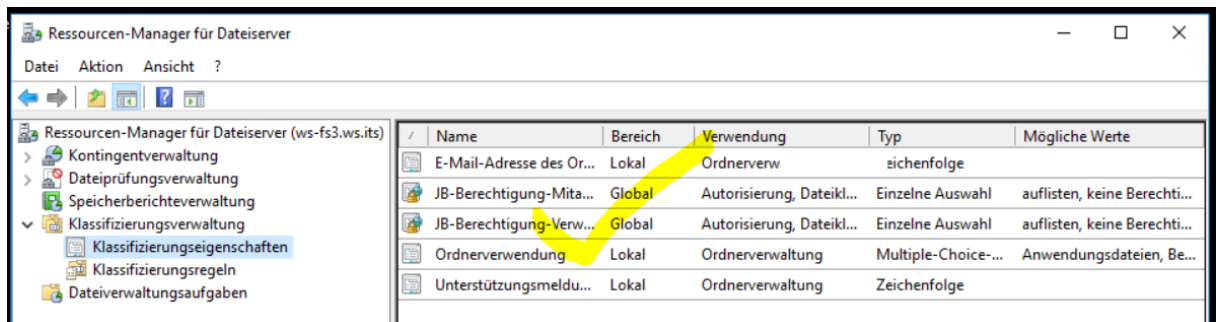 Ressourcen-Manager für Dateiserver
Datei Aktion Ansicht ?
Ressourcen-Manager für Dateiserver (ws-fs3.ws.its)
Kontingentverwaltung
Dateiprüfungsverwaltung
Speicherberichteverwaltung
Klassifizierungsverwaltung
Klassifizierungseigenschaften
Klassifizierungsregeln
Dateiverwaltungsaufgaben
Name Bereich Verwendung Typ Mögliche Werte
E-Mail-Adresse des Or... Lokal Ordnerverw eichenfolge
JB-Berechtigung-Mita... Global Autorisierung, Dateikl... Einzelne Auswahl auflisten, keine Berechti...
JB-Berechtigung-Verw... Global Autorisierung, Dateikl... Einzelne Auswahl auflisten, keine Berechti...
Ordnerverwendung Lokal Ordnerverwaltung Multiple-Choice-... Anwendungsdateien, Be...
Unterstützungsmeldu... Lokal Ordnerverwaltung Zeichenfolge